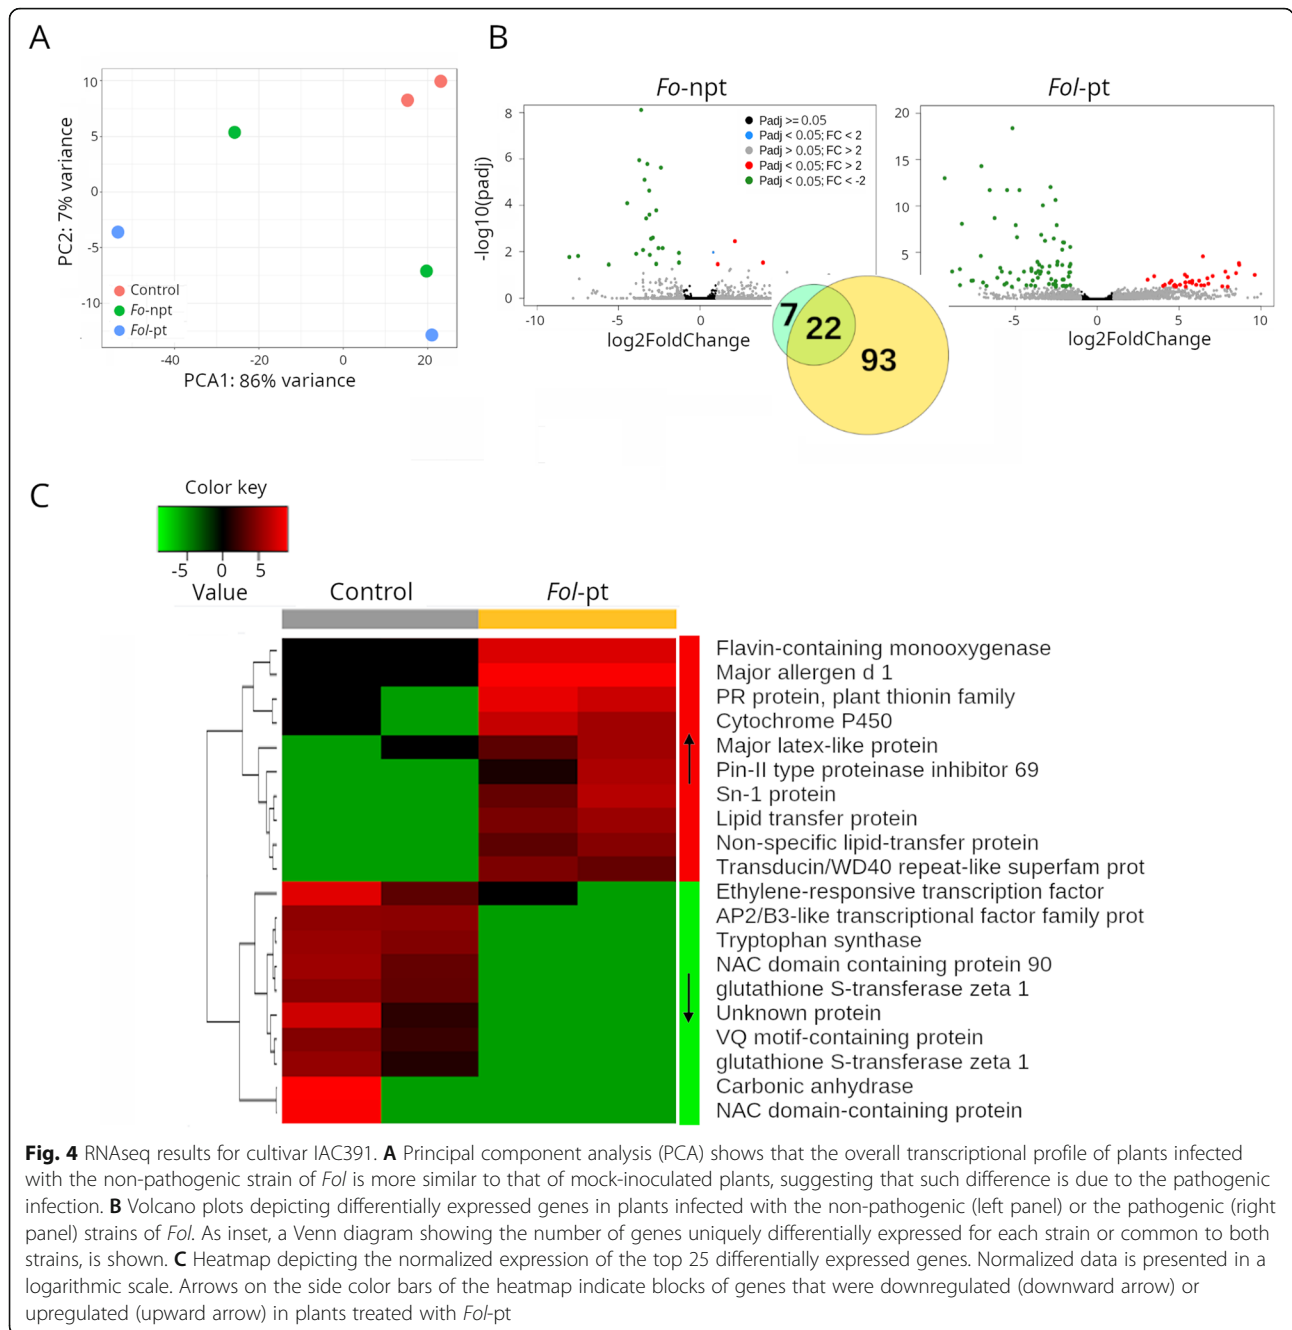 A
10
5
0
-5
-10
PC2: 7% variance
Control
Fo-npt
Fol-pt
-40
-20
0
20
PCA1: 86% variance
B
Fo-npt
8
6
4
2
0
-log10(padj)
Padj >= 0.05
Padj < 0.05; FC < 2
Padj > 0.05; FC > 2
Padj < 0.05; FC > 2
Padj < 0.05; FC < -2
-10
-5
0
log2FoldChange
Fol-pt
20
15
10
5
-5
0
5
10
log2FoldChange
7
22
93
C
Color key
-5 0 5
Value
Control
Fol-pt
Flavin-containing monooxygenase
Major allergen d 1
PR protein, plant thionin family
Cytochrome P450
Major latex-like protein
Pin-II type proteinase inhibitor 69
Sn-1 protein
Lipid transfer protein
Non-specific lipid-transfer protein
Transducin/WD40 repeat-like superfam prot
Ethylene-responsive transcription factor
AP2/B3-like transcriptional factor family prot
Tryptophan synthase
NAC domain containing protein 90
glutathione S-transferase zeta 1
Unknown protein
VQ motif-containing protein
glutathione S-transferase zeta 1
Carbonic anhydrase
NAC domain-containing protein
Fig. 4 RNAseq results for cultivar IAC391. A Principal component analysis (PCA) shows that the overall transcriptional profile of plants infected
with the non-pathogenic strain of Fol is more similar to that of mock-inoculated plants, suggesting that such difference is due to the pathogenic
infection. B Volcano plots depicting differentially expressed genes in plants infected with the non-pathogenic (left panel) or the pathogenic (right
panel) strains of Fol. As inset, a Venn diagram showing the number of genes uniquely differentially expressed for each strain or common to both
strains, is shown. C Heatmap depicting the normalized expression of the top 25 differentially expressed genes. Normalized data is presented in a
logarithmic scale. Arrows on the side color bars of the heatmap indicate blocks of genes that were downregulated (downward arrow) or
upregulated (upward arrow) in plants treated with Fol-pt